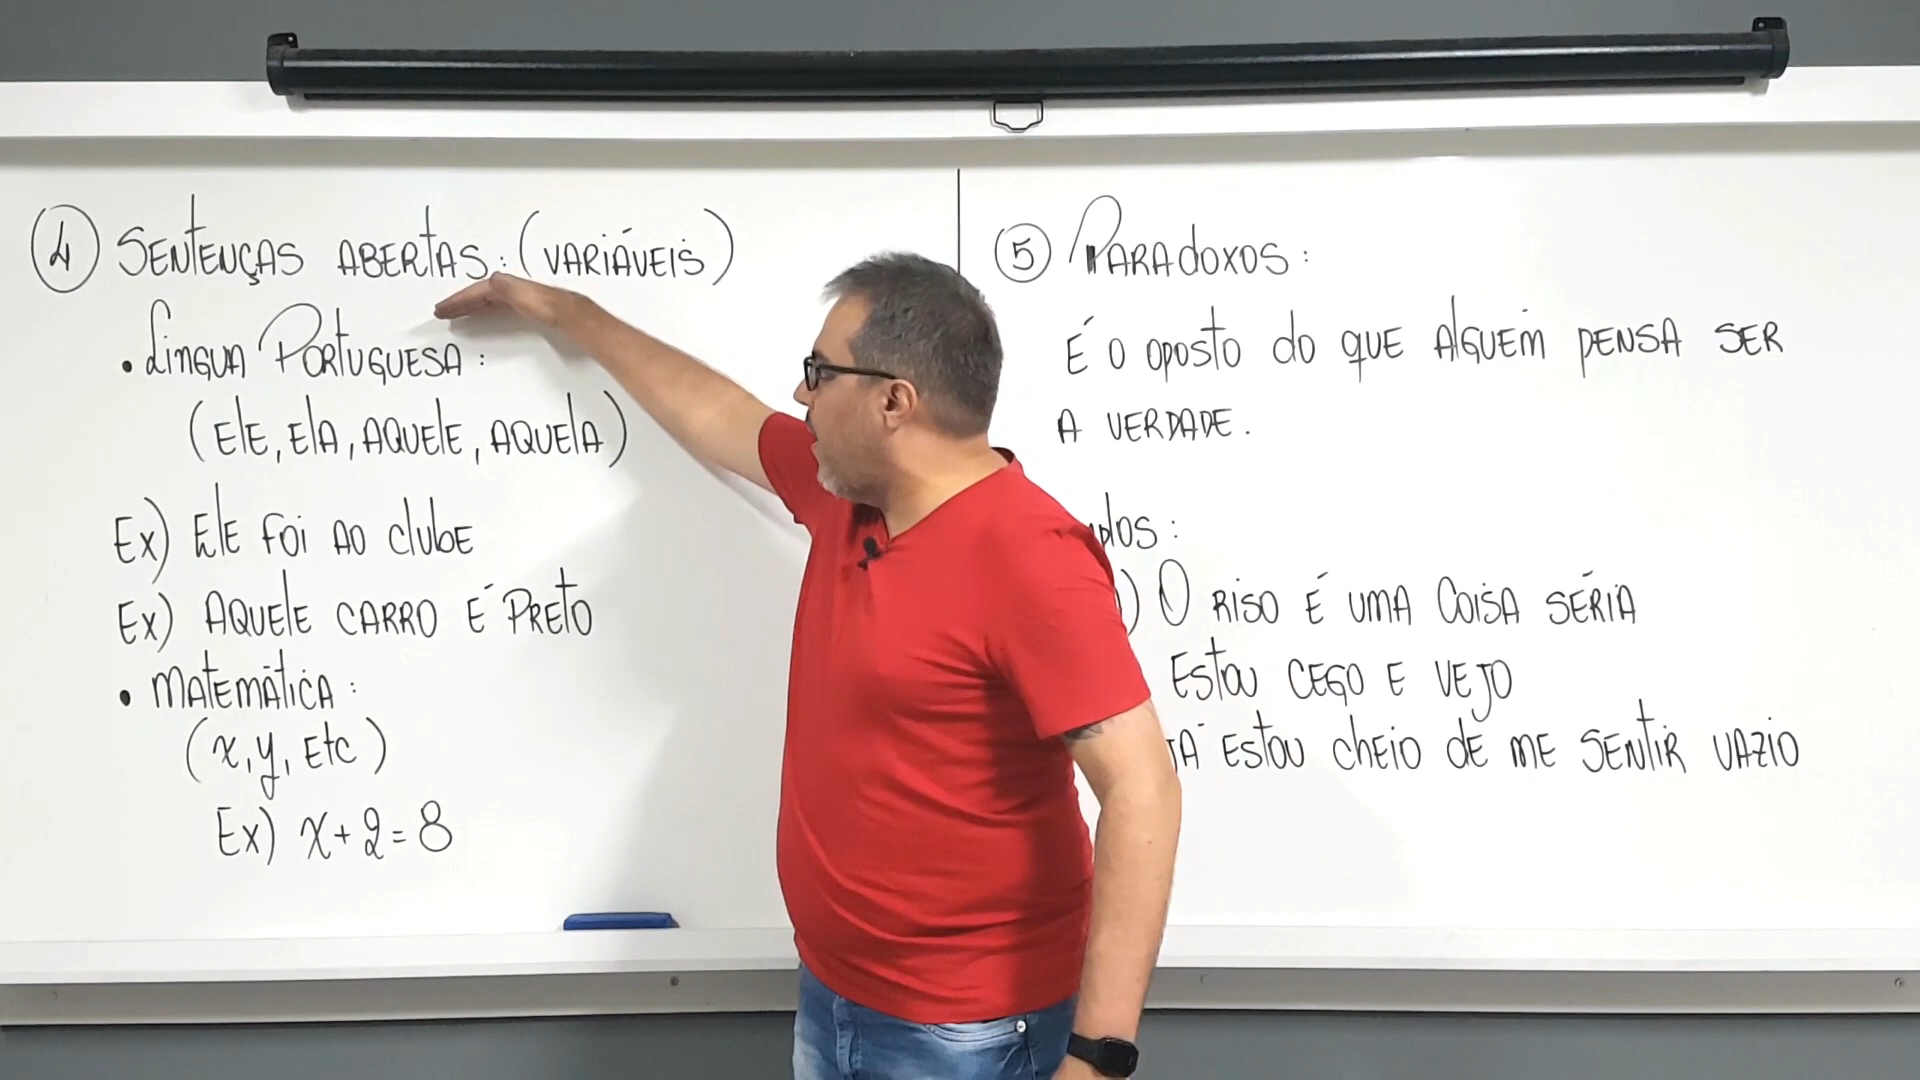 4 SENTENÇAS ABERTAS: (VARIÁVEIS)
• LÍNGUA PORTUGUESA:
(ELE, ELA, AQUELE, AQUELA)
Ex) ELE FOI AO CLUBE
Ex) AQUELE CARRO É PRETO
• MATEMÁTICA:
(x, y, ETC)
Ex) x + 2 = 8
5 PARADOXOS:
É O OPOSTO DO QUE ALGUÉM PENSA SER
A VERDADE.
:
) O RISO É UMA COISA SÉRIA
ESTOU CEGO E VEJO
ESTOU CHEIO DE ME SENTIR VAZIO